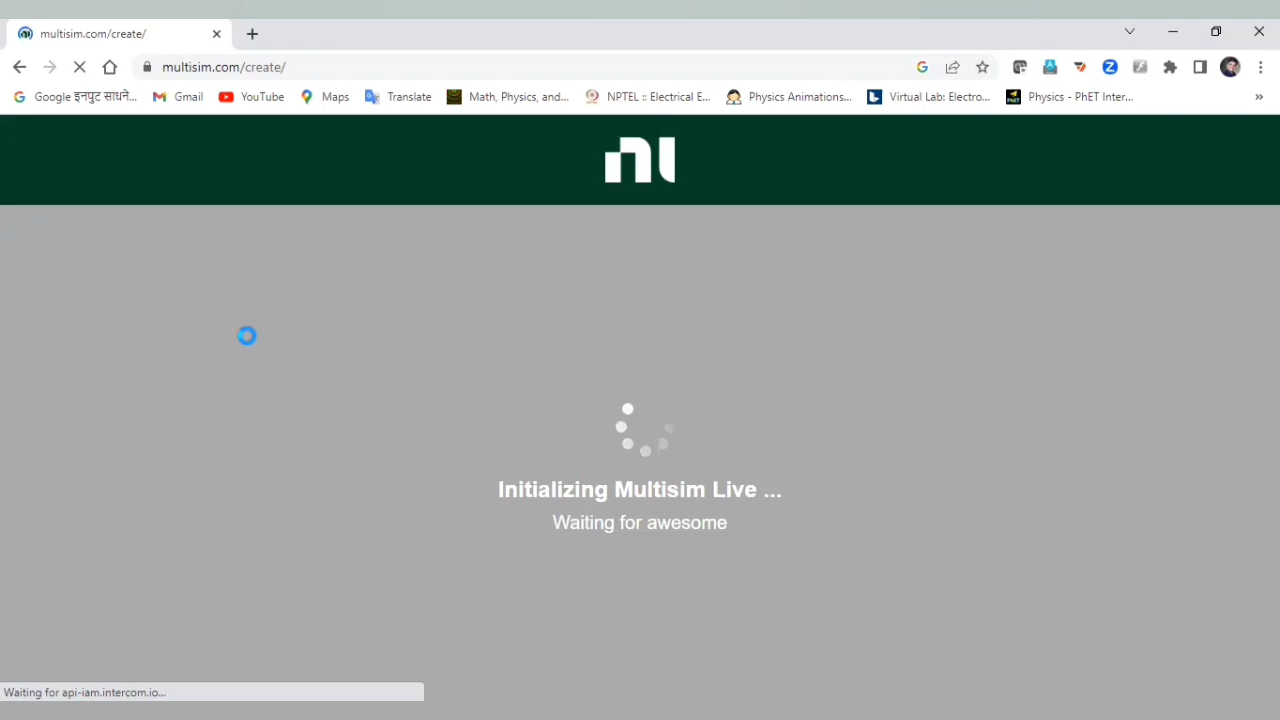 multisim.com/create/
multisim.com/create/
Google इनपुट साधने...
Gmail
YouTube
Maps
Translate
Math, Physics, and...
NPTEL :: Electrical E...
Physics Animations...
Virtual Lab: Electro...
Physics - PhET Inter...
ni
Initializing Multisim Live ...
Waiting for awesome
Waiting for api-iam.intercom.io...